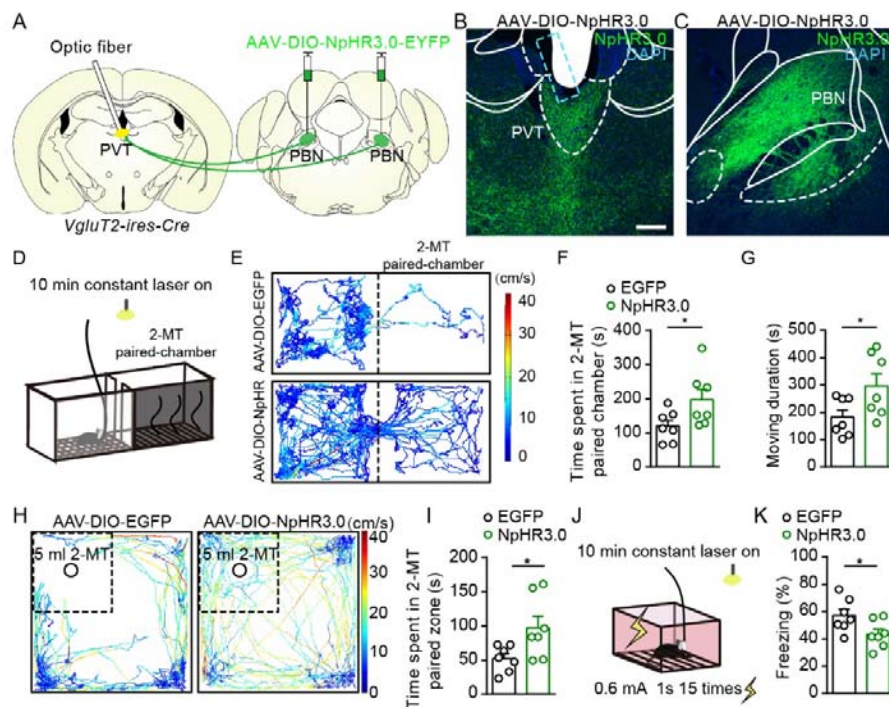 A
Optic fiber
AAV-DIO-NpHR3.0-EYFP
PVT
PBN
PBN
VgluT2-ires-Cre
B
AAV-DIO-NpHR3.0
NpHR3.0
DAPI
PVT
C
AAV-DIO-NpHR3.0
NpHR3.0
DAPI
PBN
D
10 min constant laser on
2-MT
paired-chamber
E
2-MT
paired-chamber
(cm/s)
AAV-DIO-EGFP
AAV-DIO-NpHR
40
30
20
10
0
F
EGFP
NpHR3.0
*
Time spent in 2-MT
paired chamber (s)
400
300
200
100
0
G
*
Moving duration (s)
500
400
300
200
100
0
H
AAV-DIO-EGFP
5 ml 2-MT
AAV-DIO-NpHR3.0
5 ml 2-MT
(cm/s)
40
30
20
10
0
I
EGFP
NpHR3.0
*
Time spent in 2-MT
paired zone (s)
200
150
100
50
0
J
10 min constant laser on
0.6 mA 1s 15 times
K
EGFP
NpHR3.0
*
Freezing (%)
100
80
60
40
20
0